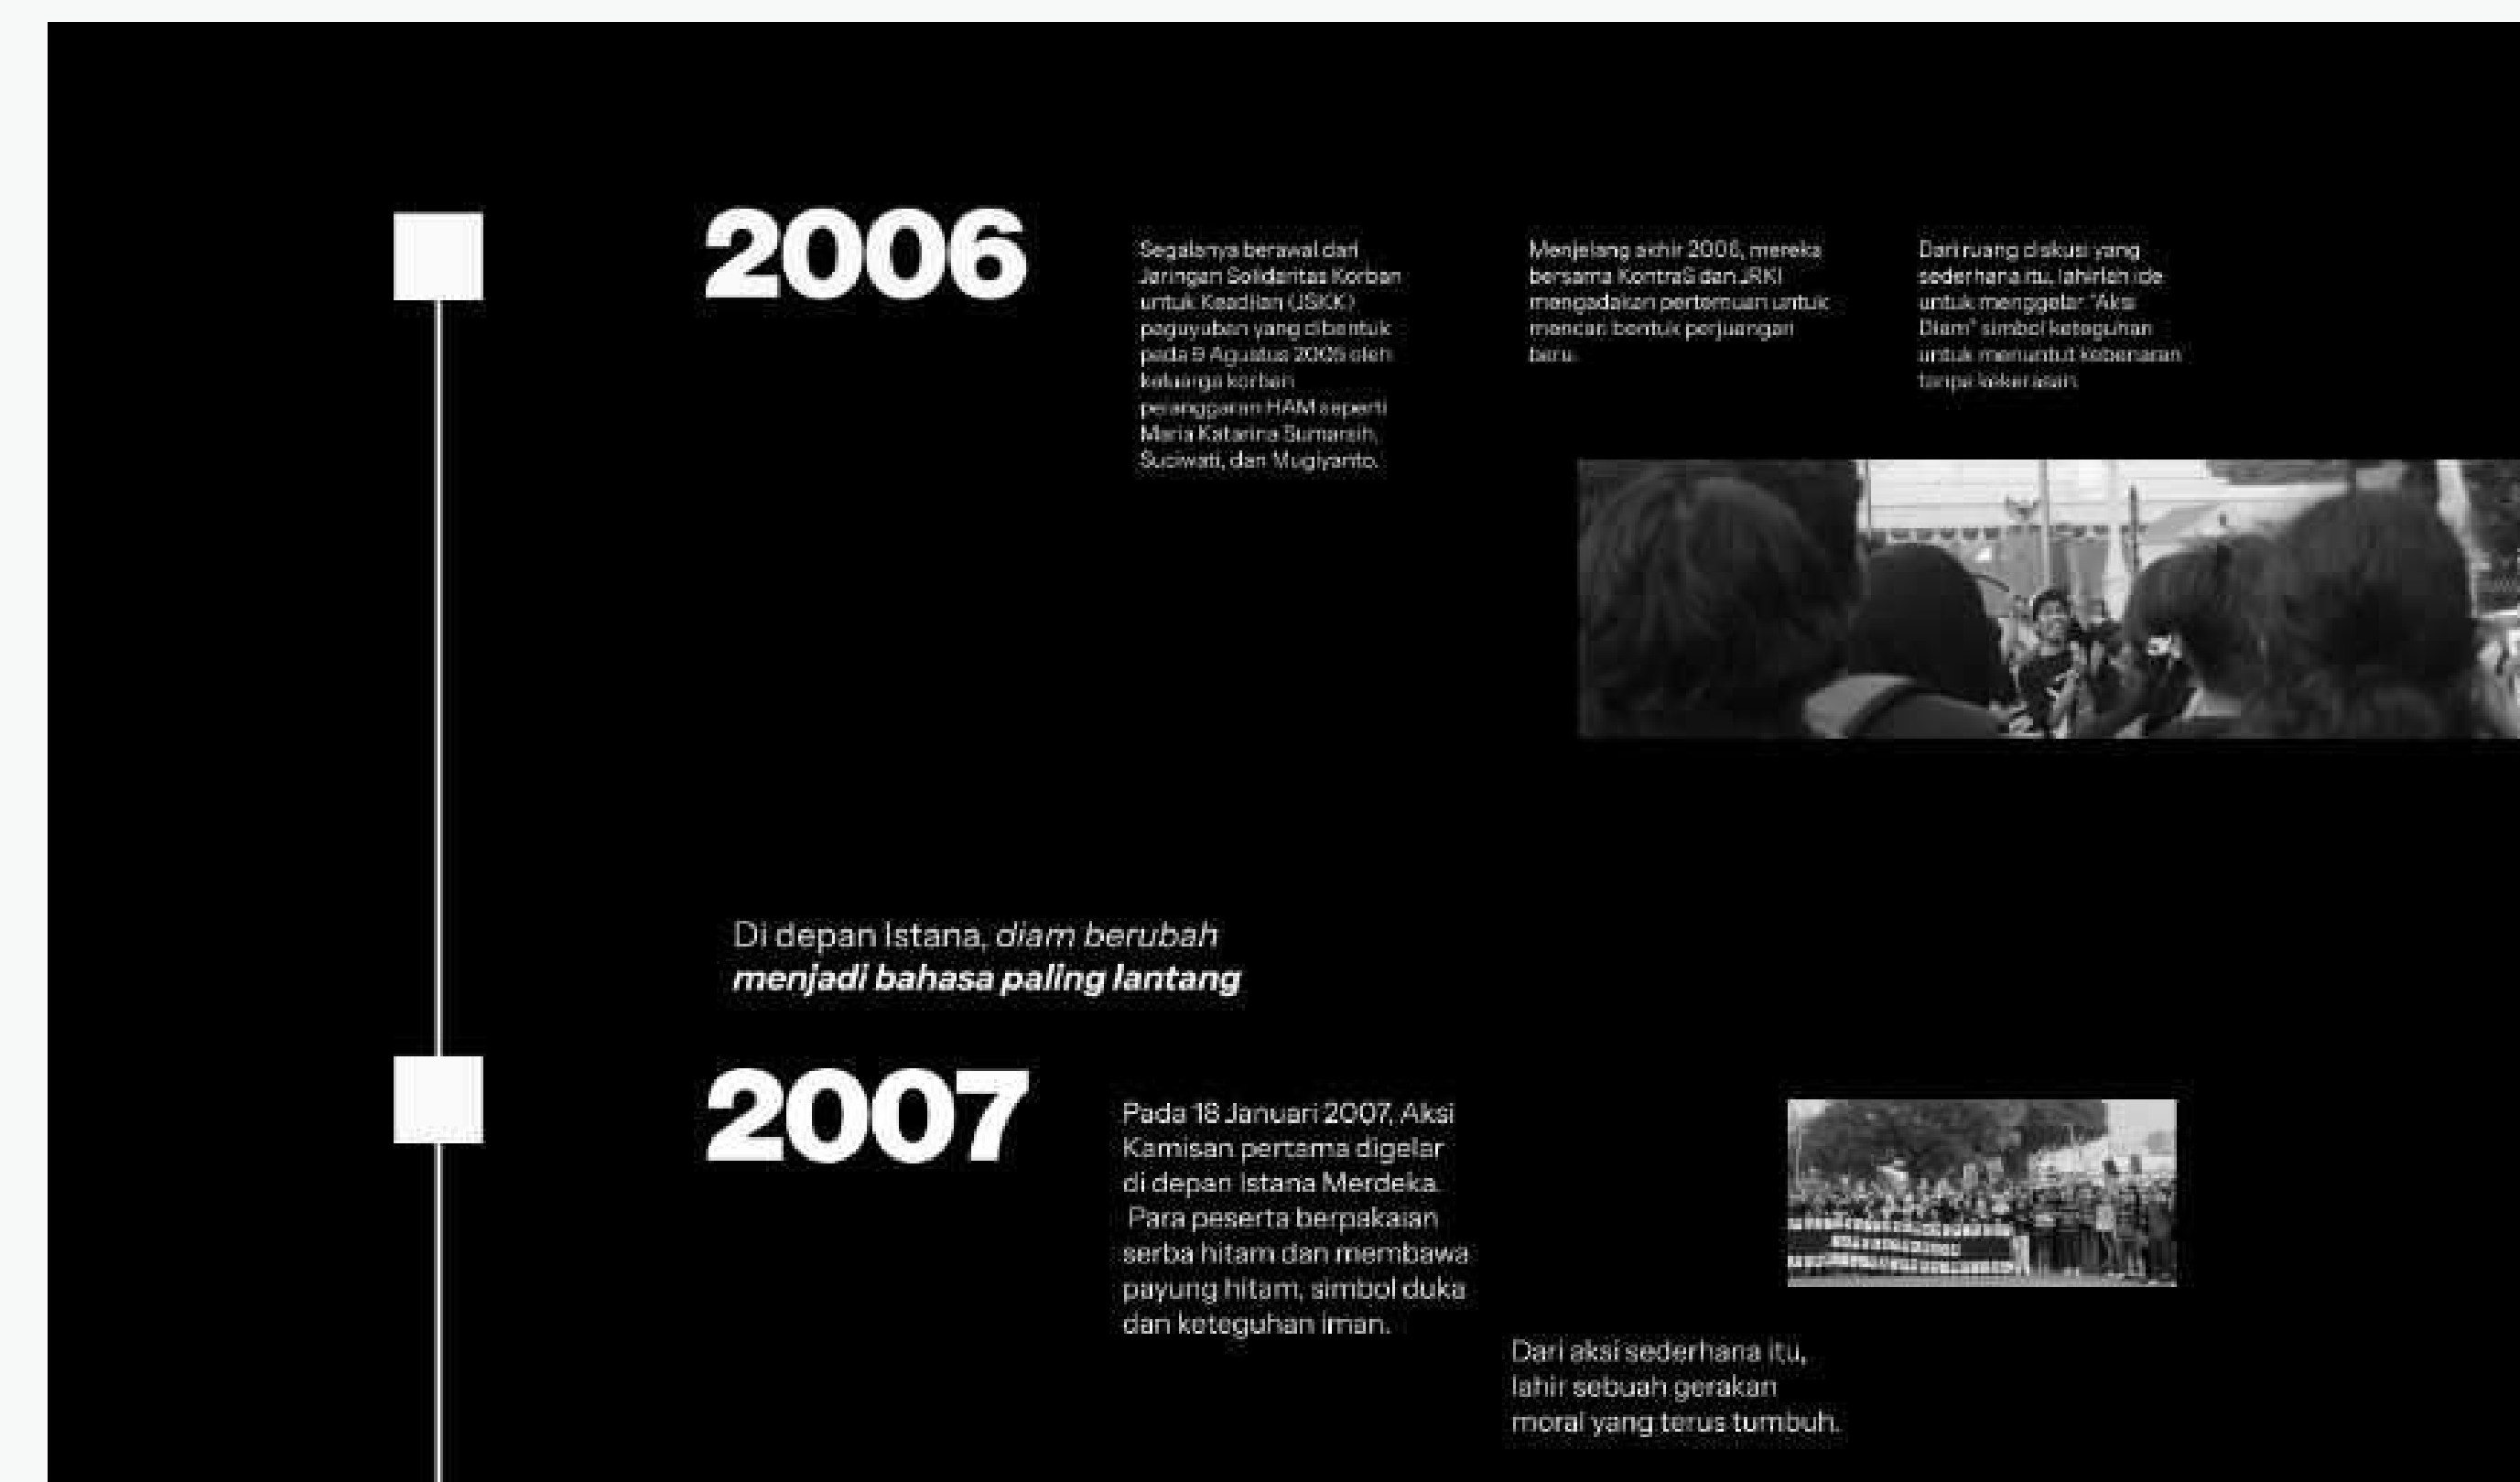 2006
Segalanya berawal dari
Jaringan Solidaritas Korban
untuk Keadilan (JSKK)
paguyuban yang dibentuk
pada 9 Agustus 2006 oleh
keluarga korban
pelanggaran HAM seperti
Maria Katarina Sumarsih,
Suciwati, dan Mugiyanto.
Menjelang akhir 2006, mereka
bersama KontraS dan JRKI
mengadakan pertemuan untuk
mencari bentuk perjuangan
baru.
Dari ruang diskusi yang
sederhana itu, lahirlah ide
untuk menggelar "Aksi
Diam" simbol keteguhan
untuk menuntut kebenaran
tanpa kekerasan.
Di depan Istana, diam berubah
menjadi bahasa paling lantang
2007
Pada 18 Januari 2007, Aksi
Kamisan pertama digelar
di depan Istana Merdeka.
Para peserta berpakaian
serba hitam dan membawa
payung hitam, simbol duka
dan keteguhan iman.
Dari aksi sederhana itu,
lahir sebuah gerakan
moral yang terus tumbuh.